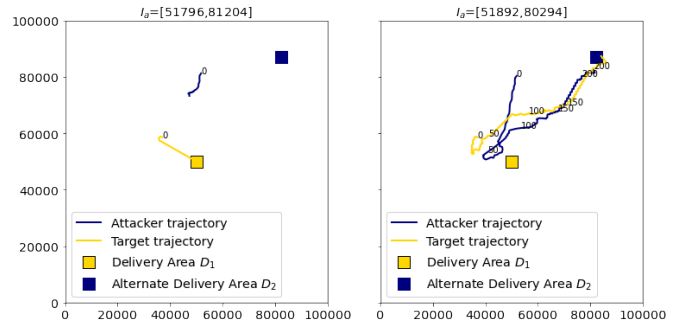 I_a=[51796,81204]
100000
80000
60000
40000
20000
0
0
0
Attacker trajectory
Target trajectory
Delivery Area D_1
Alternate Delivery Area D_2
0 20000 40000 60000 80000 100000
I_a=[51892,80294]
0
0
50
50
100
100
150
150
200
200
Attacker trajectory
Target trajectory
Delivery Area D_1
Alternate Delivery Area D_2
0 20000 40000 60000 80000 100000